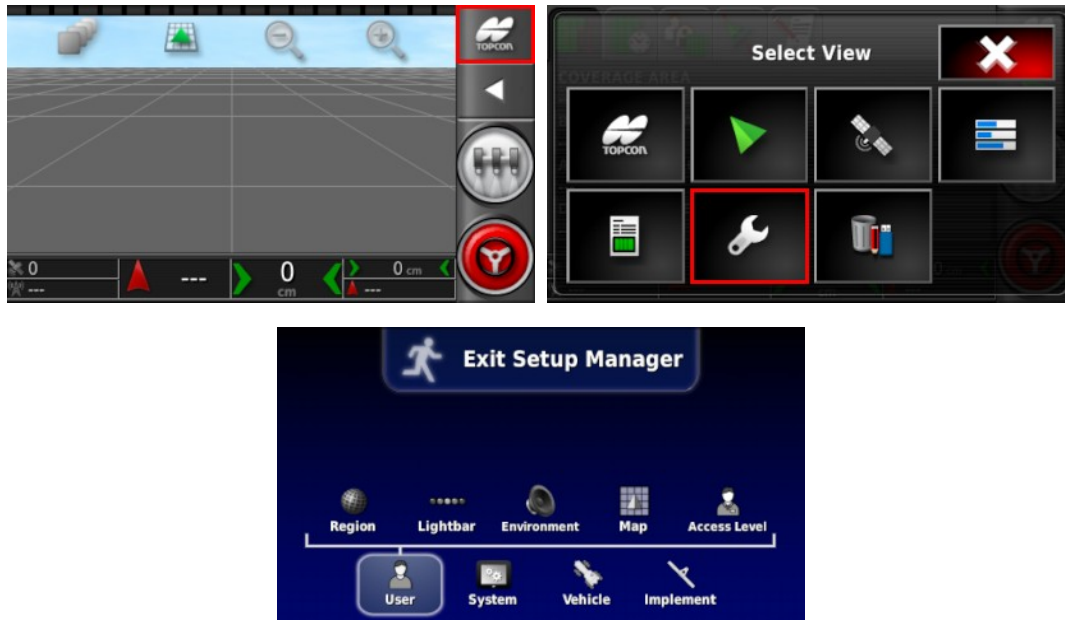 TOPCON
0
---
---
0
cm
0 cm
---
Select View
COVERAGE AREA
TOPCON
Exit Setup Manager
Region Lightbar Environment Map Access Level
User System Vehicle Implement